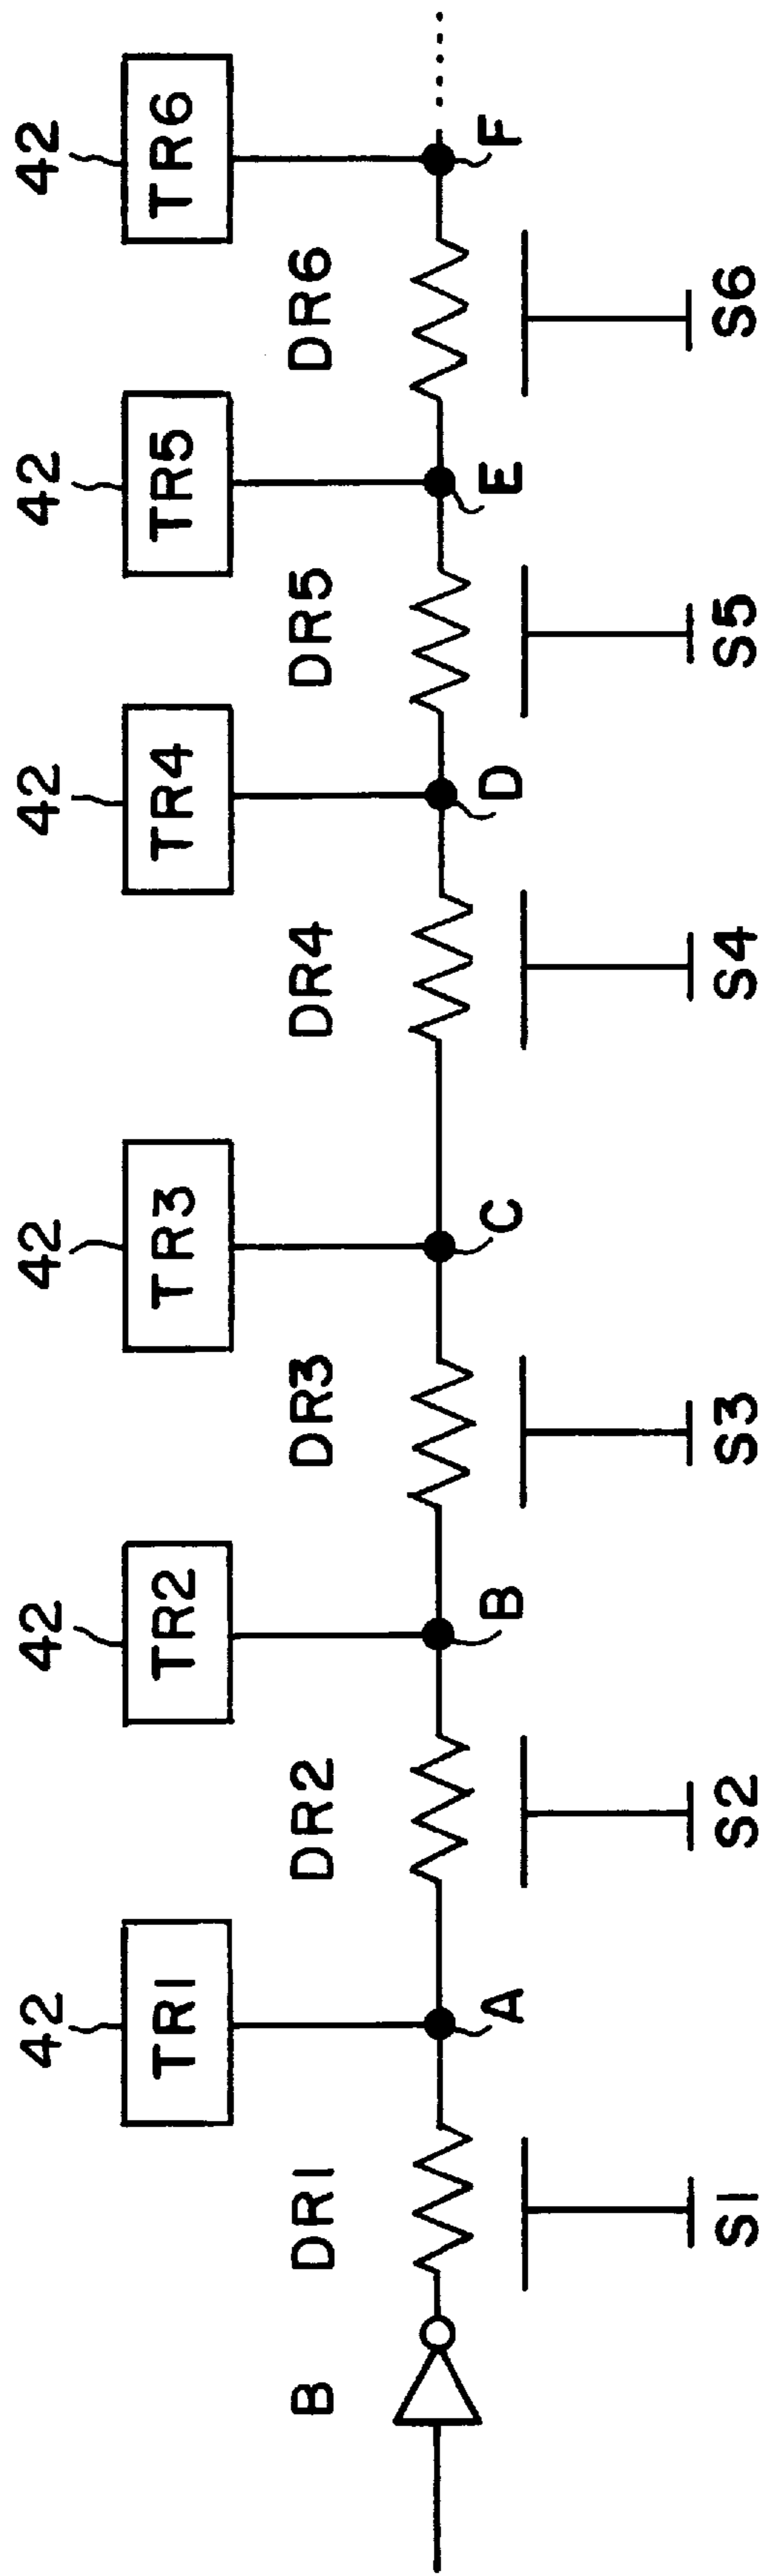 42 42 42 42 42 42
TR1 TR2 TR3 TR4 TR5 TR6
DR1 DR2 DR3 DR4 DR5 DR6
B
A B C D E F
S1 S2 S3 S4 S5 S6